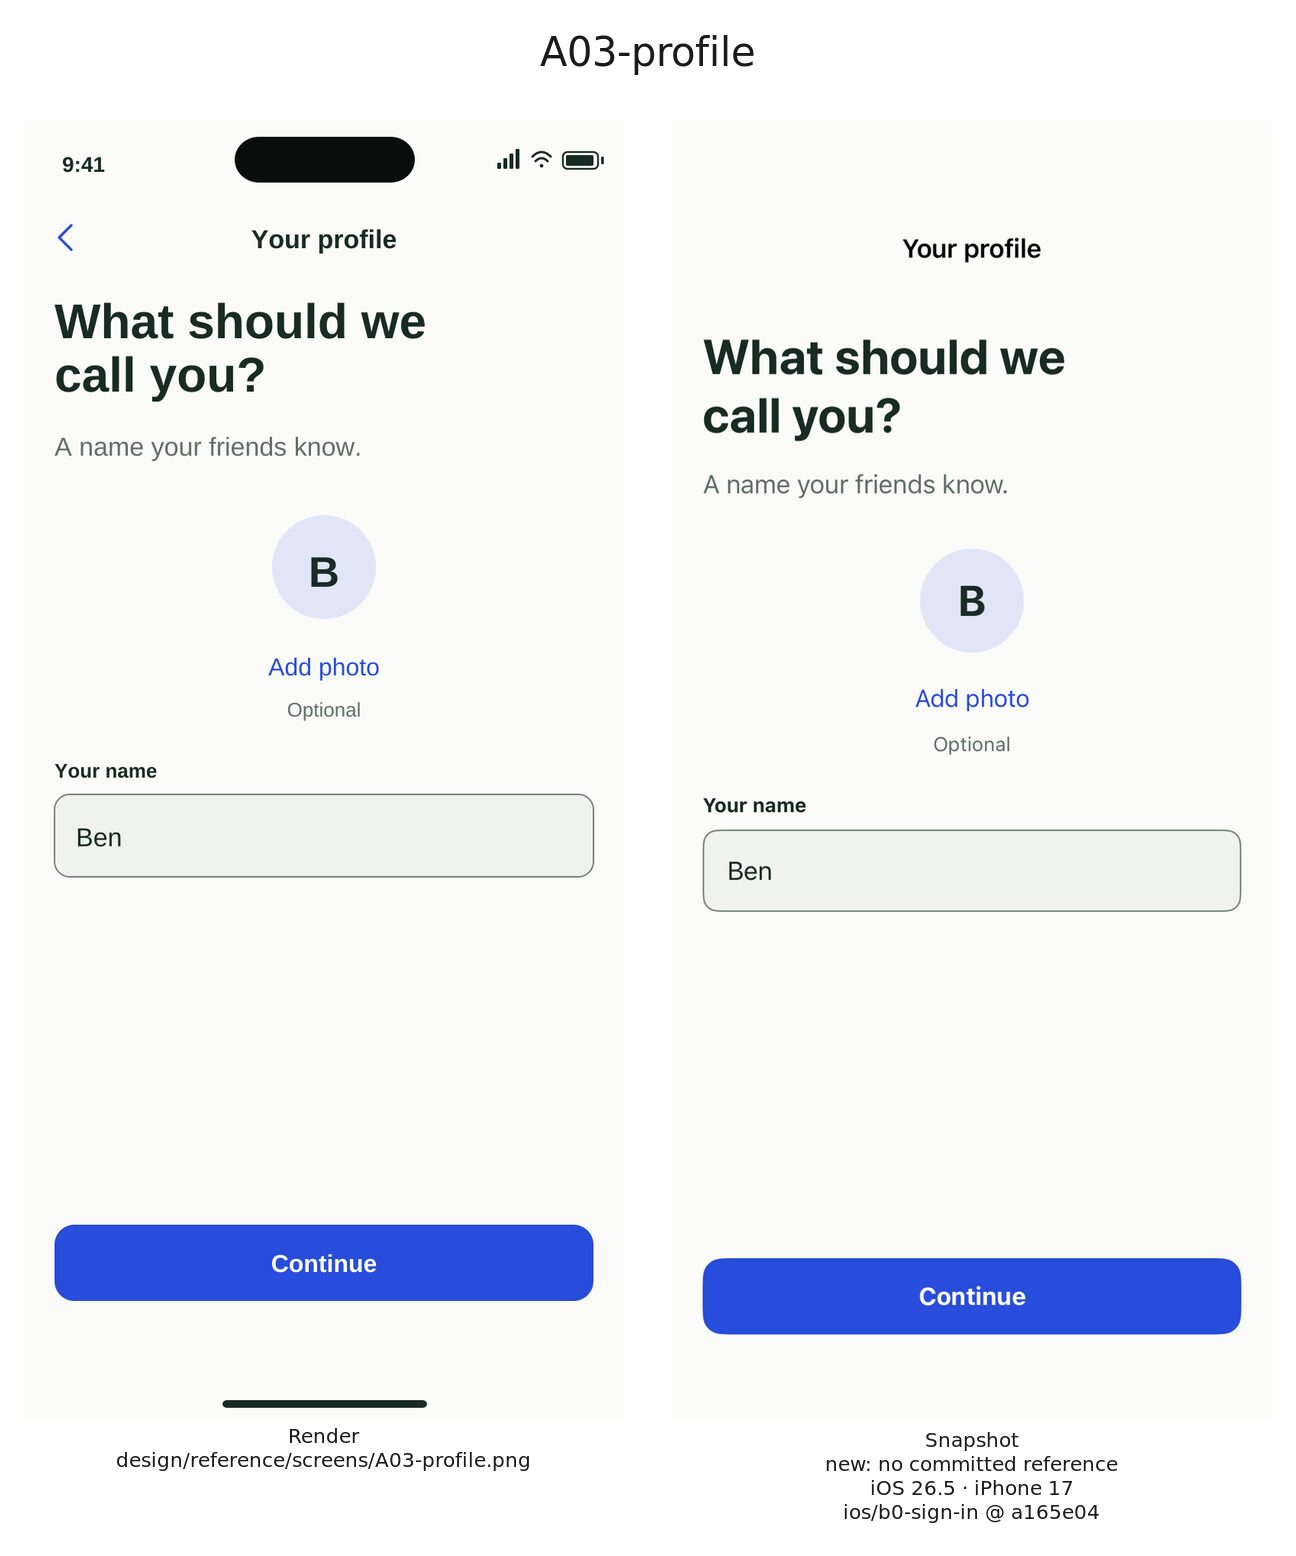 A03-profile
9:41
Your profile
What should we
call you?
A name your friends know.
B
Add photo
Optional
Your name
Ben
Continue
Render
design/reference/screens/A03-profile.png
Your profile
What should we
call you?
A name your friends know.
B
Add photo
Optional
Your name
Ben
Continue
Snapshot
new: no committed reference
iOS 26.5 · iPhone 17
ios/b0-sign-in @ a165e04